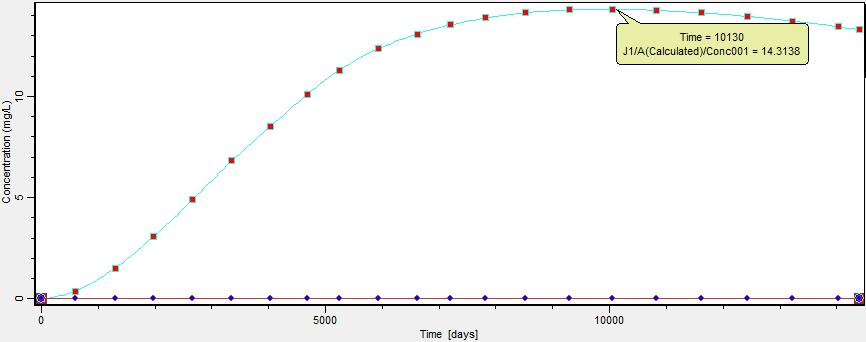 Time = 10130
J1/A(Calculated)/Conc001 = 14.3138
Concentration (mg/L)
10
5
0
0
5000
10000
Time [days]